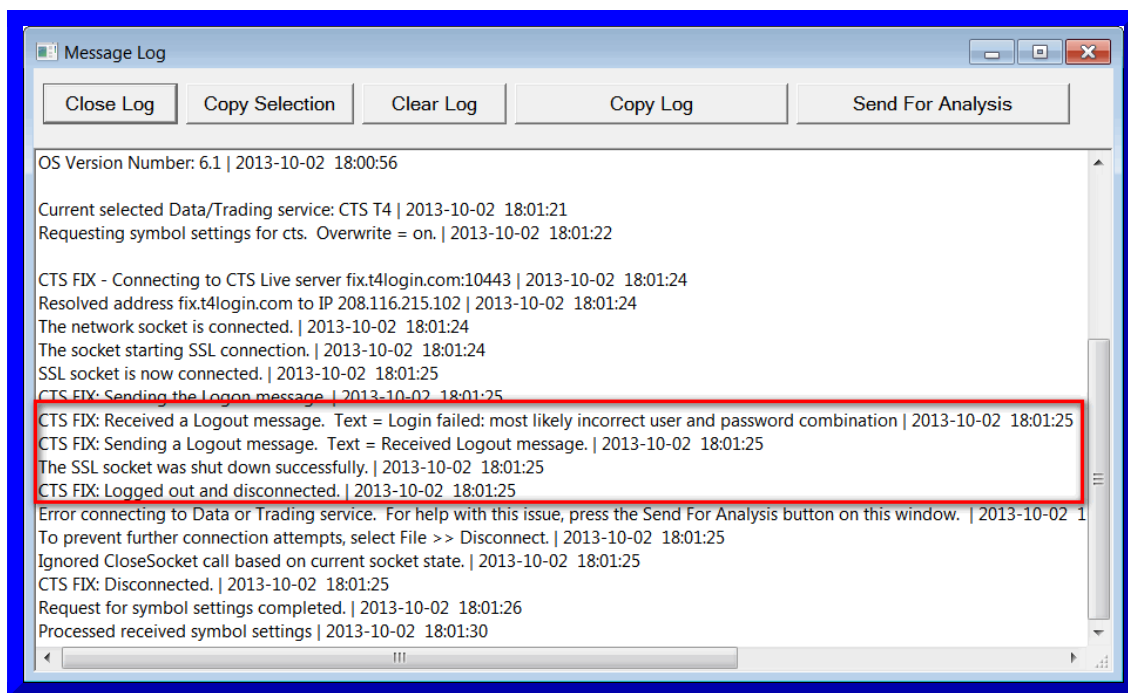 Message Log
Close Log Copy Selection Clear Log Copy Log Send For Analysis
OS Version Number: 6.1 | 2013-10-02 18:00:56
Current selected Data/Trading service: CTS T4 | 2013-10-02 18:01:21
Requesting symbol settings for cts. Overwrite = on. | 2013-10-02 18:01:22
CTS FIX - Connecting to CTS Live server fix.t4login.com:10443 | 2013-10-02 18:01:24
Resolved address fix.t4login.com to IP 208.116.215.102 | 2013-10-02 18:01:24
The network socket is connected. | 2013-10-02 18:01:24
The socket starting SSL connection. | 2013-10-02 18:01:24
SSL socket is now connected. | 2013-10-02 18:01:25
CTS FIX: Sending the Logon message. | 2013-10-02 18:01:25
CTS FIX: Received a Logout message. Text = Login failed: most likely incorrect user and password combination | 2013-10-02 18:01:25
CTS FIX: Sending a Logout message. Text = Received Logout message. | 2013-10-02 18:01:25
The SSL socket was shut down successfully. | 2013-10-02 18:01:25
CTS FIX: Logged out and disconnected. | 2013-10-02 18:01:25
Error connecting to Data or Trading service. For help with this issue, press the Send For Analysis button on this window. | 2013-10-02 1
To prevent further connection attempts, select File >> Disconnect. | 2013-10-02 18:01:25
Ignored CloseSocket call based on current socket state. | 2013-10-02 18:01:25
CTS FIX: Disconnected. | 2013-10-02 18:01:25
Request for symbol settings completed. | 2013-10-02 18:01:26
Processed received symbol settings | 2013-10-02 18:01:30